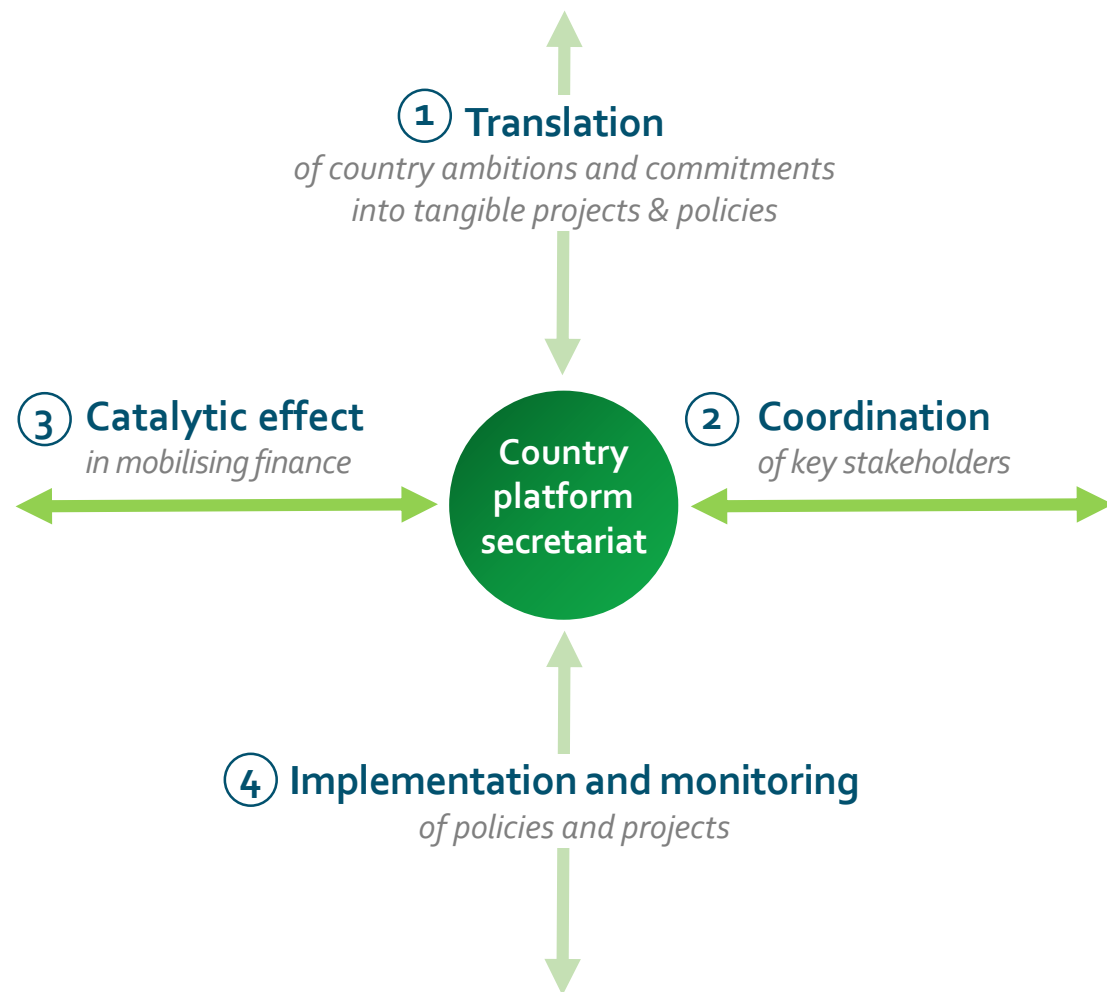 1 Translation
of country ambitions and commitments
into tangible projects & policies
3 Catalytic effect
in mobilising finance
Country
platform
secretariat
2 Coordination
of key stakeholders
4 Implementation and monitoring
of policies and projects